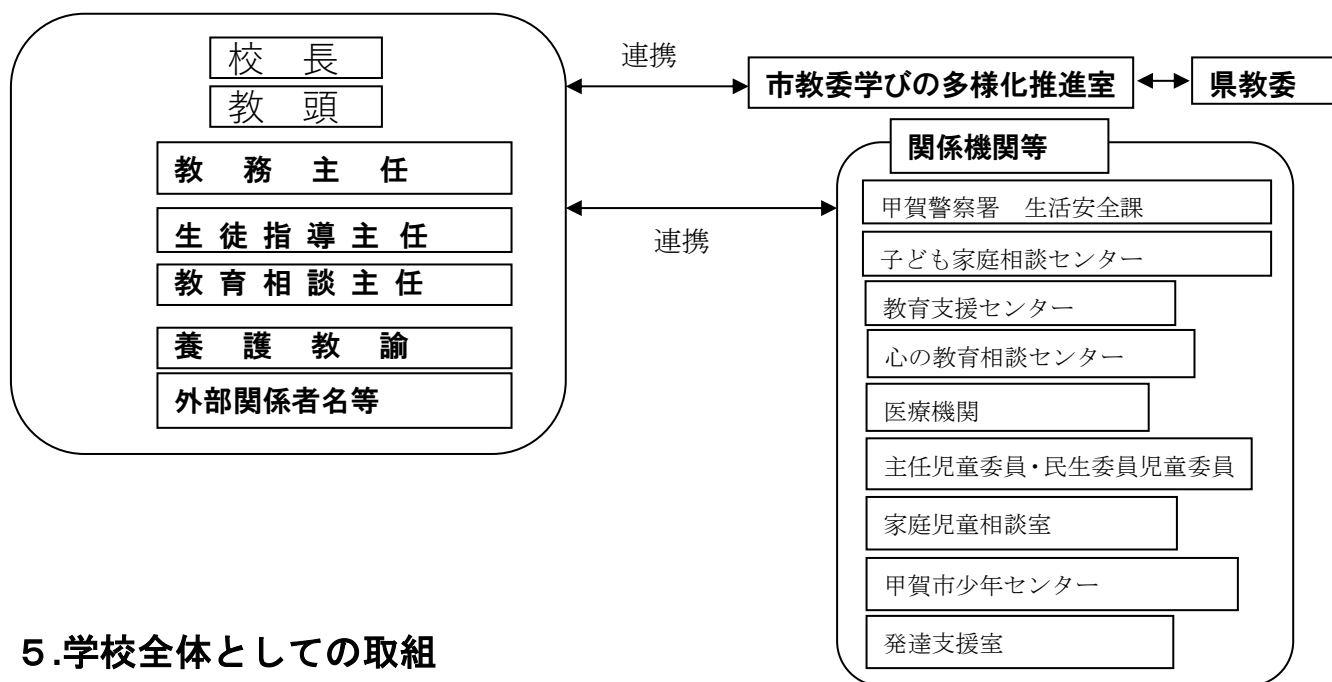 校　長
教　頭
教　務　主　任
生 徒 指 導 主 任
教 育 相 談 主 任
養　護　教　諭
外部関係者名等
連携
市教委学びの多様化推進室
県教委
連携
関係機関等
甲賀警察署　生活安全課
子ども家庭相談センター
教育支援センター
心の教育相談センター
医療機関
主任児童委員・民生委員児童委員
家庭児童相談室
甲賀市少年センター
発達支援室
５.学校全体としての取組